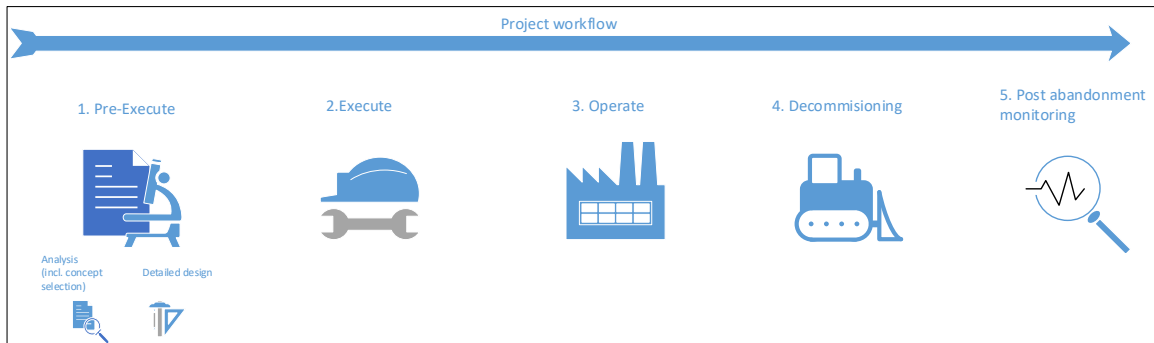 Project workflow
1. Pre-Execute
2.Execute
3. Operate
4. Decommisioning
5. Post abandonment
monitoring
Analysis
(incl. concept
selection)
Detailed design